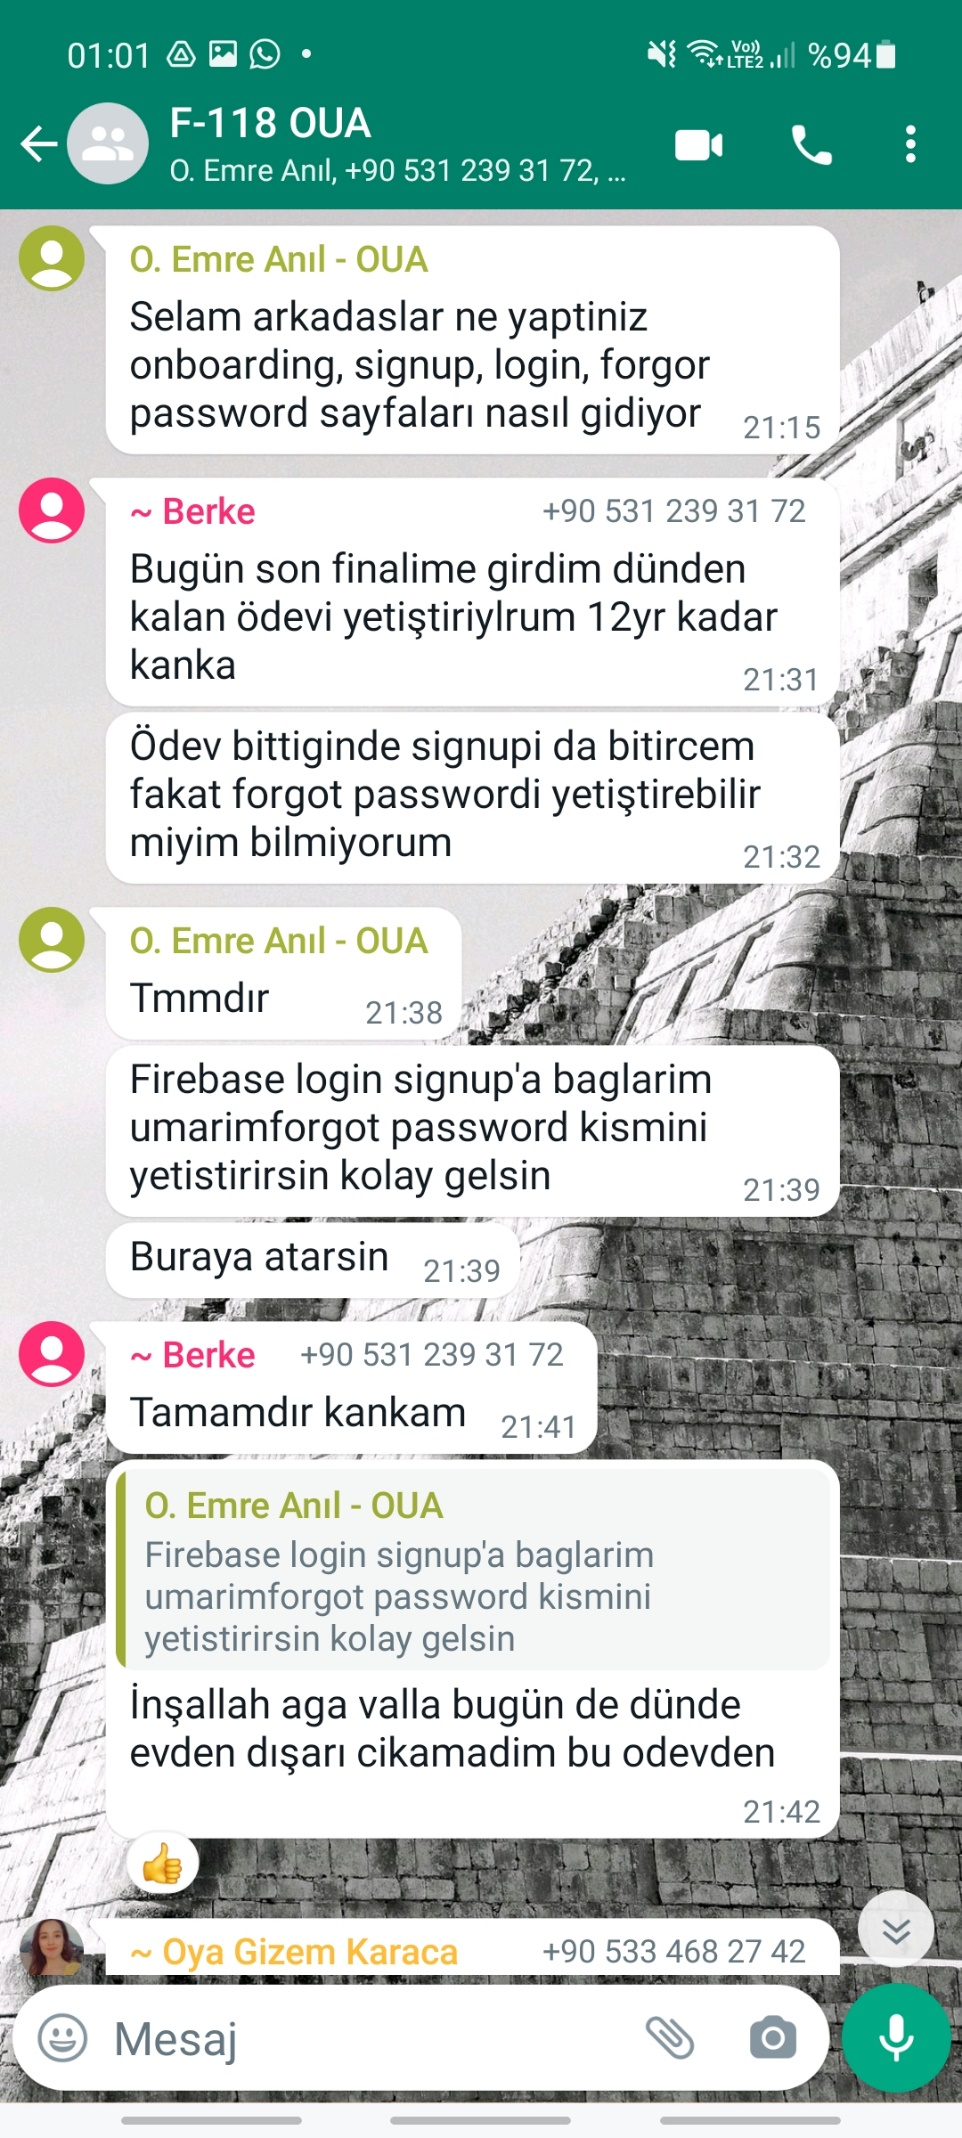 01:01
Vo))
LTE2
%94
F-118 OUA
O. Emre Anıl, +90 531 239 31 72, ...
O. Emre Anıl - OUA
Selam arkadaslar ne yaptiniz
onboarding, signup, login, forgor
password sayfaları nasıl gidiyor
21:15
~ Berke +90 531 239 31 72
Bugün son finalime girdim dünden
kalan ödevi yetiştiriylrum 12yr kadar
kanka
21:31
Ödev bittiginde signupi da bitircem
fakat forgot passwordi yetiştirebilir
miyim bilmiyorum
21:32
O. Emre Anıl - OUA
Tmmdır 21:38
Firebase login signup'a baglarim
umarimforgot password kismini
yetistirirsin kolay gelsin
21:39
Buraya atarsin 21:39
~ Berke +90 531 239 31 72
Tamamdır kankam 21:41
O. Emre Anıl - OUA
Firebase login signup'a baglarim
umarimforgot password kismini
yetistirirsin kolay gelsin
İnşallah aga valla bugün de dünde
evden dışarı cikamadim bu odevden
21:42
~ Oya Gizem Karaca +90 533 468 27 42
Mesaj